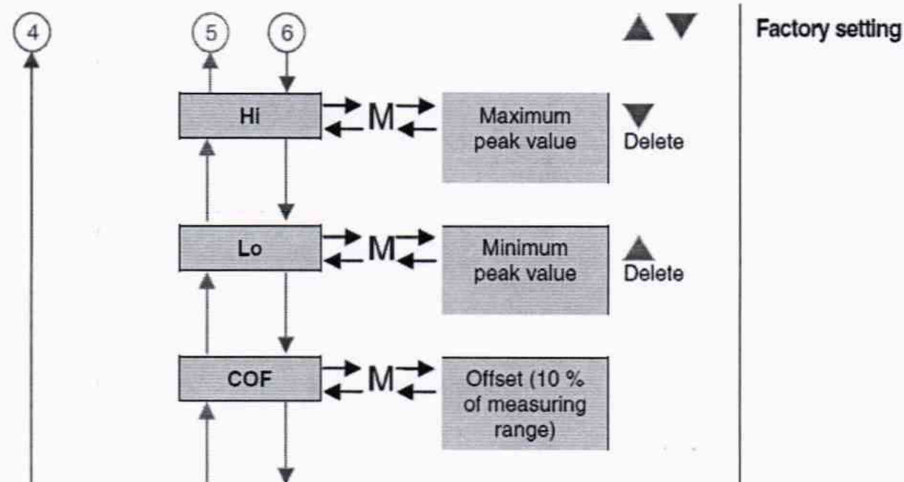 4 5 6 ▲ ▼ Factory setting
Hi M Maximum peak value ▼ Delete
Lo M Minimum peak value ▲ Delete
COF M Offset (10 % of measuring range)